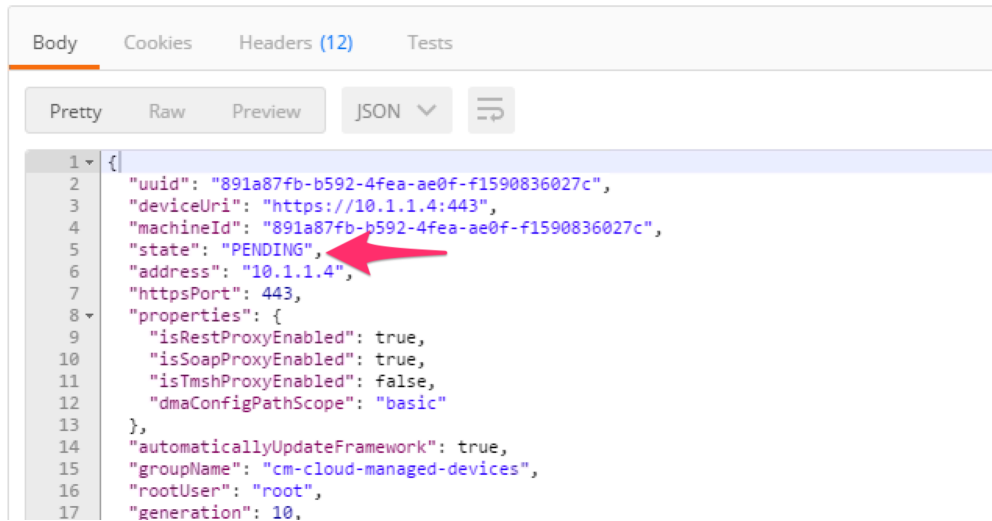 Body Cookies Headers (12) Tests
Pretty Raw Preview JSON
1 {
2 "uuid": "891a87fb-b592-4fea-ae0f-f1590836027c",
3 "deviceUri": "https://10.1.1.4:443",
4 "machineId": "891a87fb-b592-4fea-ae0f-f1590836027c",
5 "state": "PENDING",
6 "address": "10.1.1.4",
7 "httpsPort": 443,
8 "properties": {
9 "isRestProxyEnabled": true,
10 "isSoapProxyEnabled": true,
11 "isTmshProxyEnabled": false,
12 "dmaConfigPathScope": "basic"
13 },
14 "automaticallyUpdateFramework": true,
15 "groupName": "cm-cloud-managed-devices",
16 "rootUser": "root",
17 "generation": 10,